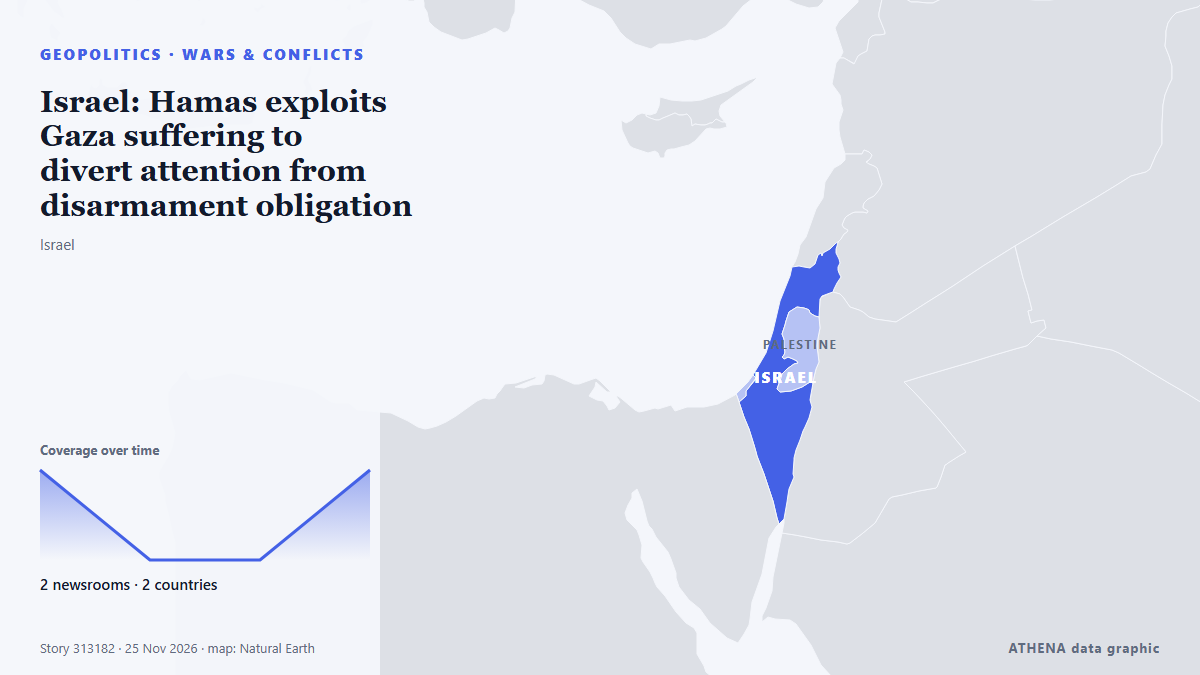 GEOPOLITICS · WARS & CONFLICTS
Israel: Hamas exploits
Gaza suffering to
divert attention from
disarmament obligation
Israel
PALESTINE
ISRAEL
Coverage over time
2 newsrooms · 2 countries
Story 313182 · 25 Nov 2026 · map: Natural Earth
ATHENA data graphic